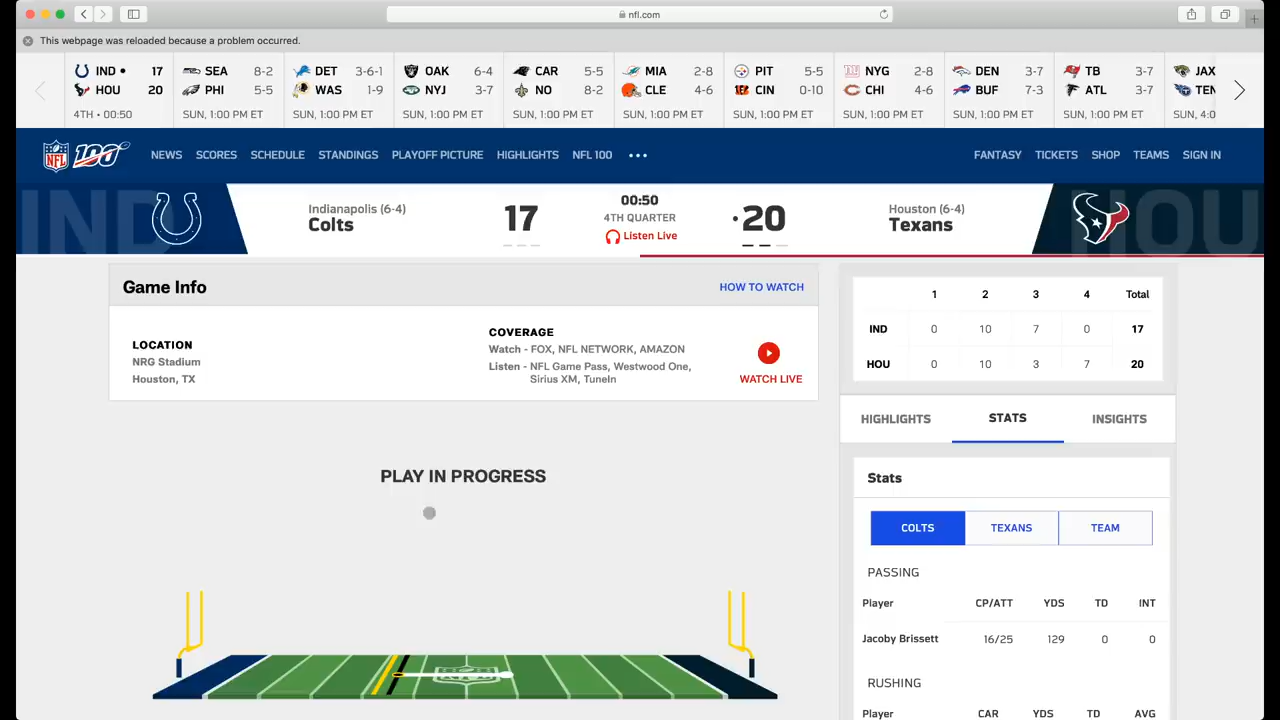 nfl.com
This webpage was reloaded because a problem occurred.
IND • 17
HOU 20
4TH • 00:50
SEA 8-2
PHI 5-5
SUN, 1:00 PM ET
DET 3-6-1
WAS 1-9
SUN, 1:00 PM ET
OAK 6-4
NYJ 3-7
SUN, 1:00 PM ET
CAR 5-5
NO 8-2
SUN, 1:00 PM ET
MIA 2-8
CLE 4-6
SUN, 1:00 PM ET
PIT 5-5
CIN 0-10
SUN, 1:00 PM ET
NYG 2-8
CHI 4-6
SUN, 1:00 PM ET
DEN 3-7
BUF 7-3
SUN, 1:00 PM ET
TB 3-7
ATL 3-7
SUN, 1:00 PM ET
JAX
TEN
SUN, 4:0
NFL 100 NEWS SCORES SCHEDULE STANDINGS PLAYOFF PICTURE HIGHLIGHTS NFL 100 ••• FANTASY TICKETS SHOP TEAMS SIGN IN
IND
Indianapolis (6-4)
Colts
17
00:50
4TH QUARTER
Listen Live
20
Houston (6-4)
Texans
HOU
Game Info HOW TO WATCH
LOCATION
NRG Stadium
Houston, TX
COVERAGE
Watch - FOX, NFL NETWORK, AMAZON
Listen - NFL Game Pass, Westwood One,
Sirius XM, TuneIn
WATCH LIVE
PLAY IN PROGRESS
NFL
1 2 3 4 Total
IND 0 10 7 0 17
HOU 0 10 3 7 20
HIGHLIGHTS STATS INSIGHTS
Stats
COLTS TEXANS TEAM
PASSING
Player CP/ATT YDS TD INT
Jacoby Brissett 16/25 129 0 0
RUSHING
Player CAR YDS TD AVG